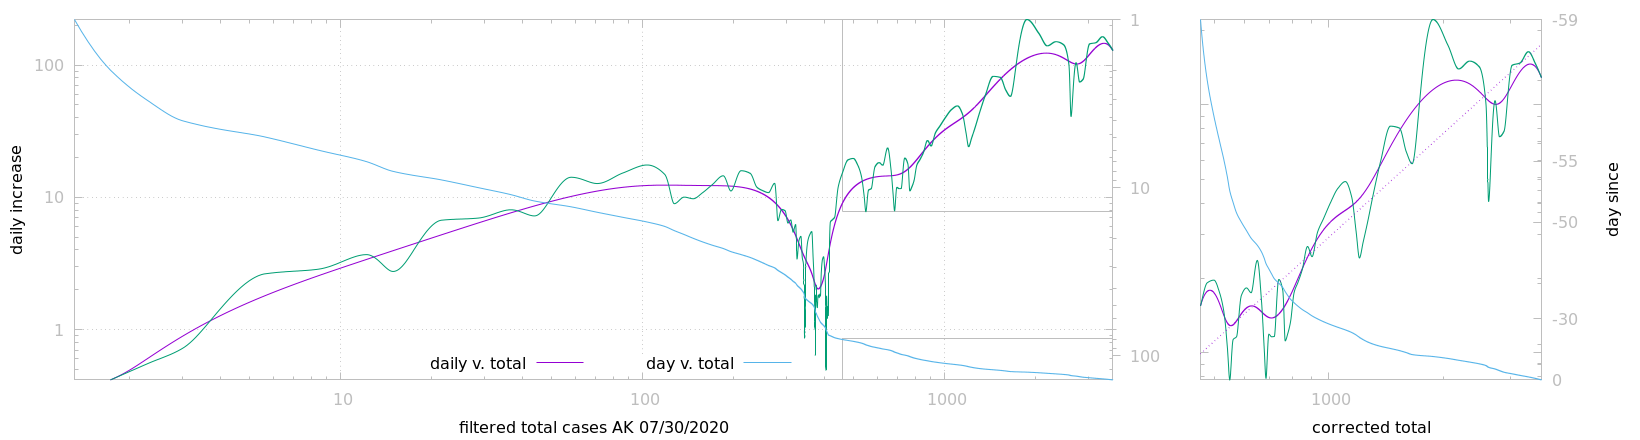 daily increase
100
10
1
10
100
1000
1
10
100
daily v. total
day v. total
filtered total cases AK 07/30/2020
1000
corrected total
-59
-55
-50
-30
0
day since